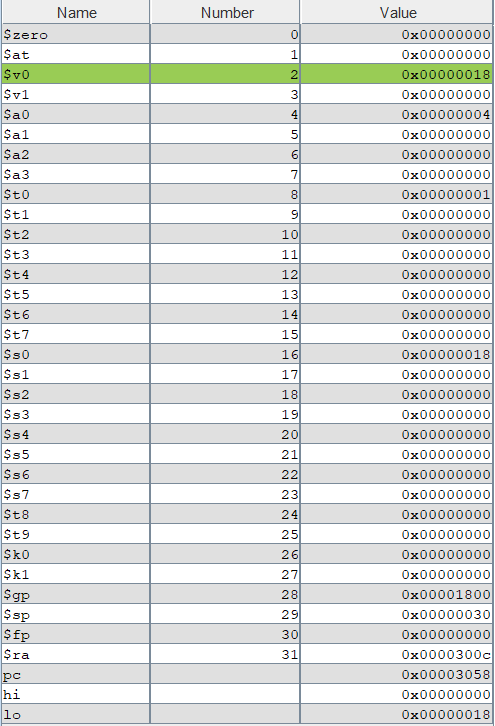 Name Number Value
$zero 0 0x00000000
$at 1 0x00000000
$v0 2 0x00000018
$v1 3 0x00000000
$a0 4 0x00000004
$a1 5 0x00000000
$a2 6 0x00000000
$a3 7 0x00000000
$t0 8 0x00000001
$t1 9 0x00000000
$t2 10 0x00000000
$t3 11 0x00000000
$t4 12 0x00000000
$t5 13 0x00000000
$t6 14 0x00000000
$t7 15 0x00000000
$s0 16 0x00000018
$s1 17 0x00000000
$s2 18 0x00000000
$s3 19 0x00000000
$s4 20 0x00000000
$s5 21 0x00000000
$s6 22 0x00000000
$s7 23 0x00000000
$t8 24 0x00000000
$t9 25 0x00000000
$k0 26 0x00000000
$k1 27 0x00000000
$gp 28 0x00001800
$sp 29 0x00000030
$fp 30 0x00000000
$ra 31 0x0000300c
pc 0x00003058
hi 0x00000000
lo 0x00000018